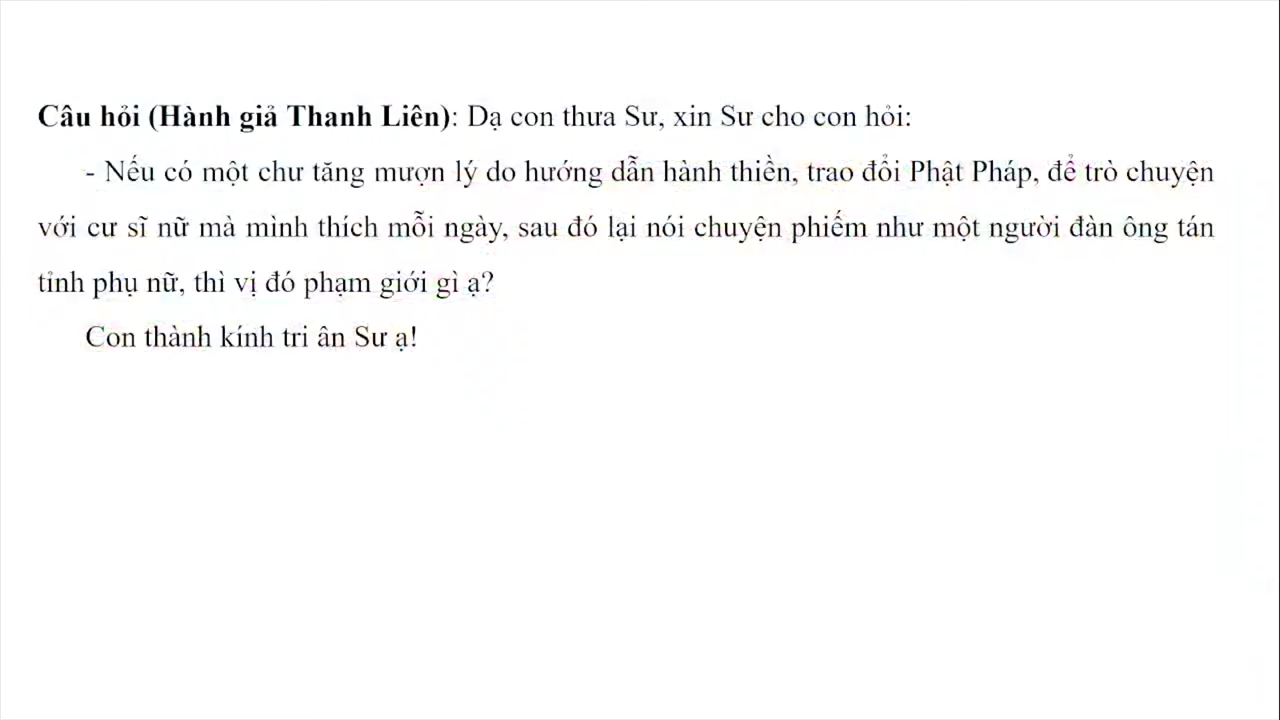 Câu hỏi (Hành giả Thanh Liên): Dạ con thưa Sư, xin Sư cho con hỏi:
- Nếu có một chư tăng mượn lý do hướng dẫn hành thiền, trao đổi Phật Pháp, để trò chuyện
với cư sĩ nữ mà mình thích mỗi ngày, sau đó lại nói chuyện phiếm như một người đàn ông tán
tỉnh phụ nữ, thì vị đó phạm giới gì ạ?
Con thành kính tri ân Sư ạ!